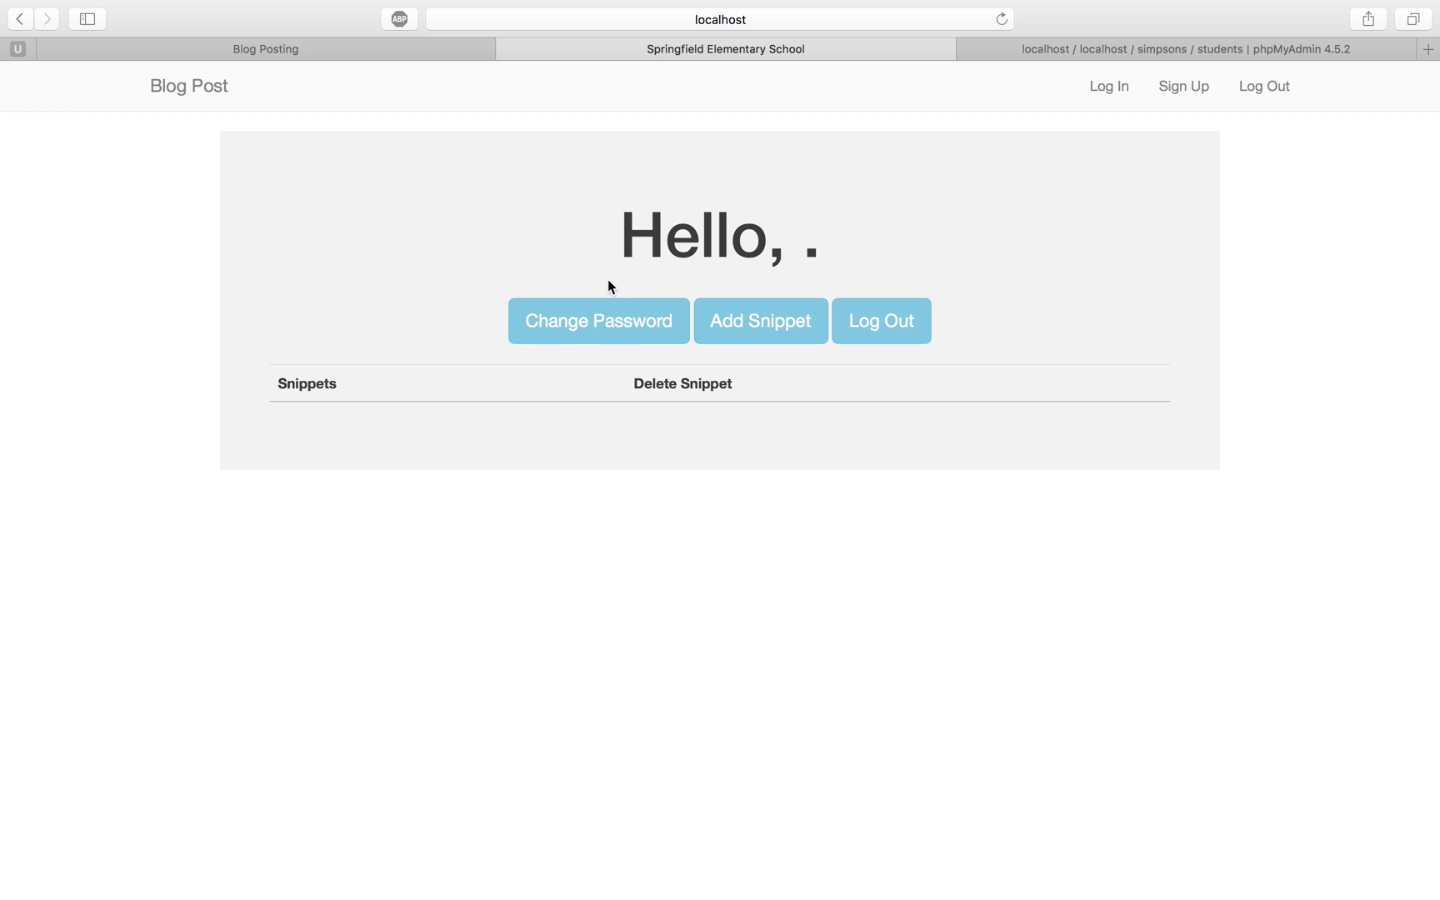 ABP
localhost
U
Blog Posting
Springfield Elementary School
localhost / localhost / simpsons / students | phpMyAdmin 4.5.2
Blog Post
Log In
Sign Up
Log Out
Hello, .
Change Password
Add Snippet
Log Out
Snippets
Delete Snippet